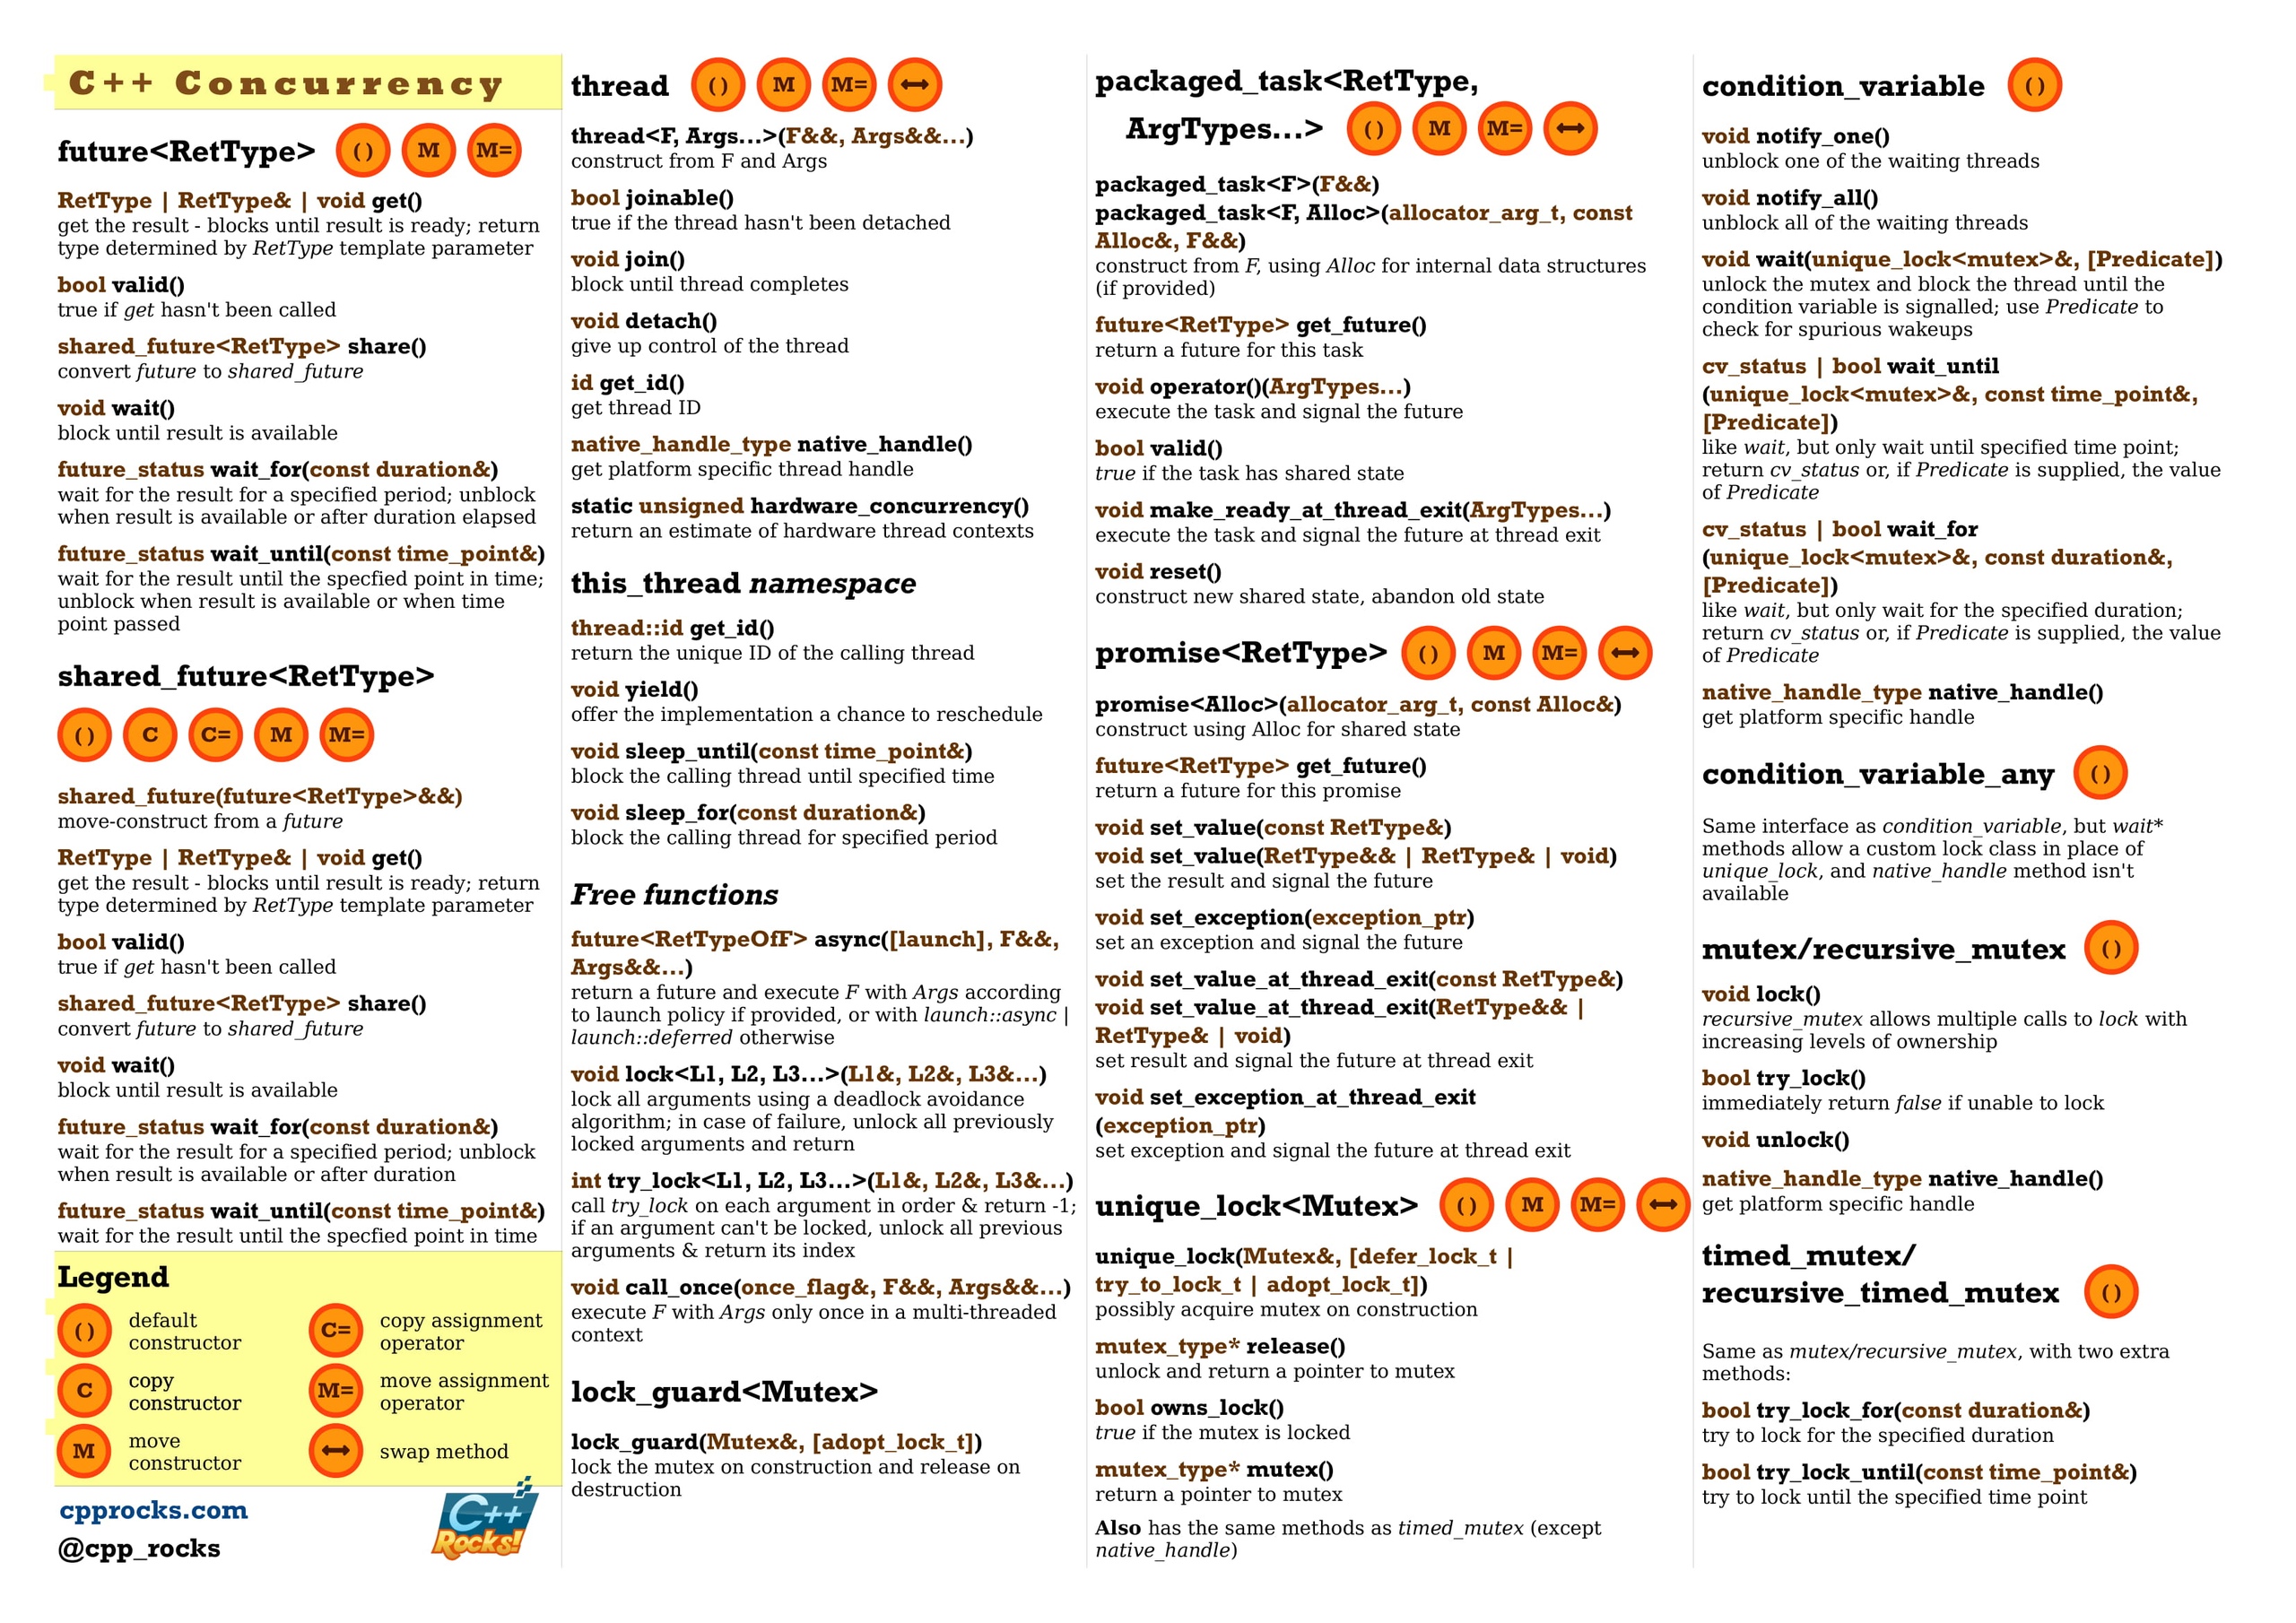 C++ Concurrency
future<RetType> ( ) M M=
RetType | RetType& | void get()
get the result - blocks until result is ready; return
type determined by RetType template parameter
bool valid()
true if get hasn't been called
shared_future<RetType> share()
convert future to shared_future
void wait()
block until result is available
future_status wait_for(const duration&)
wait for the result for a specified period; unblock
when result is available or after duration elapsed
future_status wait_until(const time_point&)
wait for the result until the specfied point in time;
unblock when result is available or when time
point passed
shared_future<RetType>
( ) C C= M M=
shared_future(future<RetType>&&)
move-construct from a future
RetType | RetType& | void get()
get the result - blocks until result is ready; return
type determined by RetType template parameter
bool valid()
true if get hasn't been called
shared_future<RetType> share()
convert future to shared_future
void wait()
block until result is available
future_status wait_for(const duration&)
wait for the result for a specified period; unblock
when result is available or after duration
future_status wait_until(const time_point&)
wait for the result until the specfied point in time
Legend
( ) default
constructor
C= copy assignment
operator
C copy
constructor
M= move assignment
operator
M move
constructor
↔ swap method
cpprocks.com
@cpp_rocks
C++
Rocks!
thread ( ) M M= ↔
thread<F, Args...>(F&&, Args&&...)
construct from F and Args
bool joinable()
true if the thread hasn't been detached
void join()
block until thread completes
void detach()
give up control of the thread
id get_id()
get thread ID
native_handle_type native_handle()
get platform specific thread handle
static unsigned hardware_concurrency()
return an estimate of hardware thread contexts
this_thread namespace
thread::id get_id()
return the unique ID of the calling thread
void yield()
offer the implementation a chance to reschedule
void sleep_until(const time_point&)
block the calling thread until specified time
void sleep_for(const duration&)
block the calling thread for specified period
Free functions
future<RetTypeOfF> async([launch], F&&,
Args&&...)
return a future and execute F with Args according
to launch policy if provided, or with launch::async |
launch::deferred otherwise
void lock<L1, L2, L3...>(L1&, L2&, L3&...)
lock all arguments using a deadlock avoidance
algorithm; in case of failure, unlock all previously
locked arguments and return
int try_lock<L1, L2, L3...>(L1&, L2&, L3&...)
call try_lock on each argument in order & return -1;
if an argument can't be locked, unlock all previous
arguments & return its index
void call_once(once_flag&, F&&, Args&&...)
execute F with Args only once in a multi-threaded
context
lock_guard<Mutex>
lock_guard(Mutex&, [adopt_lock_t])
lock the mutex on construction and release on
destruction
packaged_task<RetType,
ArgTypes...> ( ) M M= ↔
packaged_task<F>(F&&)
packaged_task<F, Alloc>(allocator_arg_t, const
Alloc&, F&&)
construct from F, using Alloc for internal data structures
(if provided)
future<RetType> get_future()
return a future for this task
void operator()(ArgTypes...)
execute the task and signal the future
bool valid()
true if the task has shared state
void make_ready_at_thread_exit(ArgTypes...)
execute the task and signal the future at thread exit
void reset()
construct new shared state, abandon old state
promise<RetType> ( ) M M= ↔
promise<Alloc>(allocator_arg_t, const Alloc&)
construct using Alloc for shared state
future<RetType> get_future()
return a future for this promise
void set_value(const RetType&)
void set_value(RetType&& | RetType& | void)
set the result and signal the future
void set_exception(exception_ptr)
set an exception and signal the future
void set_value_at_thread_exit(const RetType&)
void set_value_at_thread_exit(RetType&& |
RetType& | void)
set result and signal the future at thread exit
void set_exception_at_thread_exit
(exception_ptr)
set exception and signal the future at thread exit
unique_lock<Mutex> ( ) M M= ↔
unique_lock(Mutex&, [defer_lock_t |
try_to_lock_t | adopt_lock_t])
possibly acquire mutex on construction
mutex_type* release()
unlock and return a pointer to mutex
bool owns_lock()
true if the mutex is locked
mutex_type* mutex()
return a pointer to mutex
Also has the same methods as timed_mutex (except
native_handle)
condition_variable ( )
void notify_one()
unblock one of the waiting threads
void notify_all()
unblock all of the waiting threads
void wait(unique_lock<mutex>&, [Predicate])
unlock the mutex and block the thread until the
condition variable is signalled; use Predicate to
check for spurious wakeups
cv_status | bool wait_until
(unique_lock<mutex>&, const time_point&,
[Predicate])
like wait, but only wait until specified time point;
return cv_status or, if Predicate is supplied, the value
of Predicate
cv_status | bool wait_for
(unique_lock<mutex>&, const duration&,
[Predicate])
like wait, but only wait for the specified duration;
return cv_status or, if Predicate is supplied, the value
of Predicate
native_handle_type native_handle()
get platform specific handle
condition_variable_any ( )
Same interface as condition_variable, but wait*
methods allow a custom lock class in place of
unique_lock, and native_handle method isn't
available
mutex/recursive_mutex ( )
void lock()
recursive_mutex allows multiple calls to lock with
increasing levels of ownership
bool try_lock()
immediately return false if unable to lock
void unlock()
native_handle_type native_handle()
get platform specific handle
timed_mutex/
recursive_timed_mutex ( )
Same as mutex/recursive_mutex, with two extra
methods:
bool try_lock_for(const duration&)
try to lock for the specified duration
bool try_lock_until(const time_point&)
try to lock until the specified time point